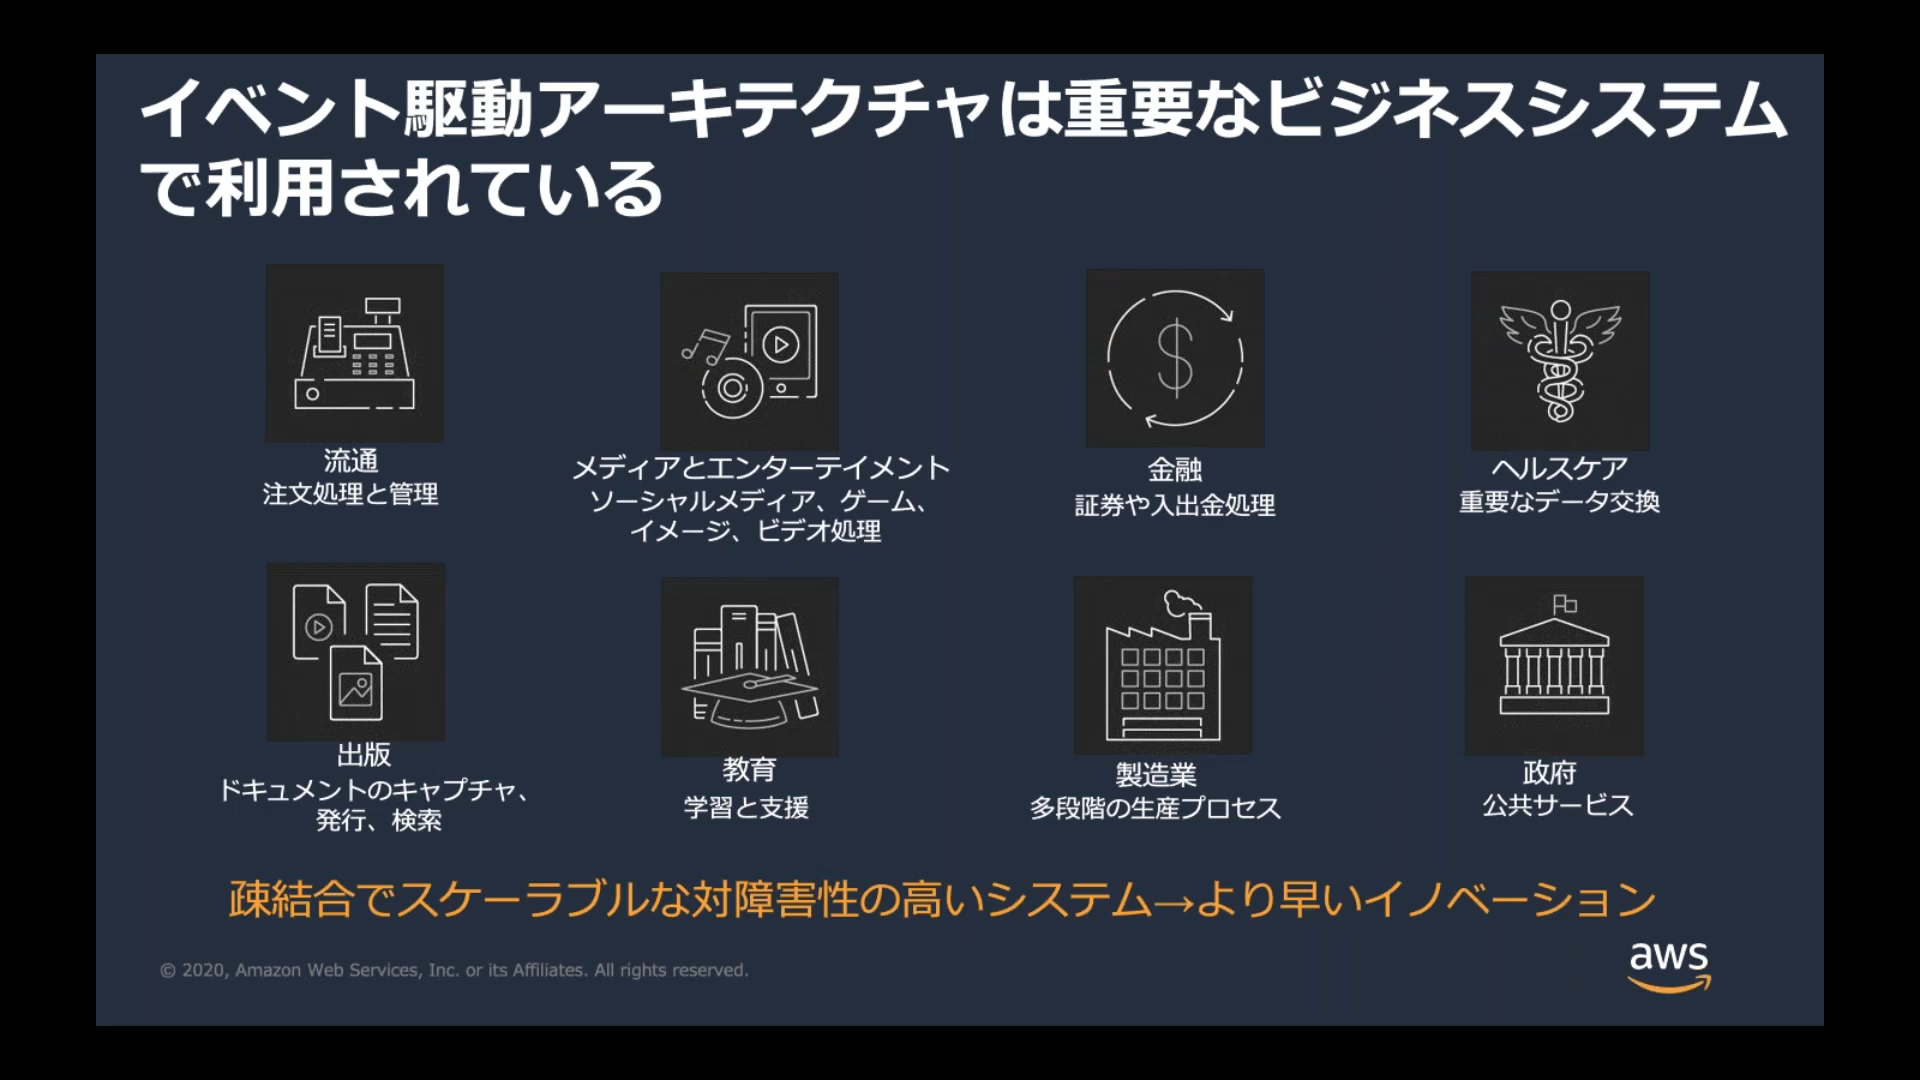 イベント駆動アーキテクチャは重要なビジネスシステム
で利用されている
流通
注文処理と管理
メディアとエンターテイメント
ソーシャルメディア、ゲーム、
イメージ、ビデオ処理
金融
証券や入出金処理
ヘルスケア
重要なデータ交換
出版
ドキュメントのキャプチャ、
発行、検索
教育
学習と支援
製造業
多段階の生産プロセス
政府
公共サービス
疎結合でスケーラブルな対障害性の高いシステム→より早いイノベーション
© 2020, Amazon Web Services, Inc. or its Affiliates. All rights reserved.
aws